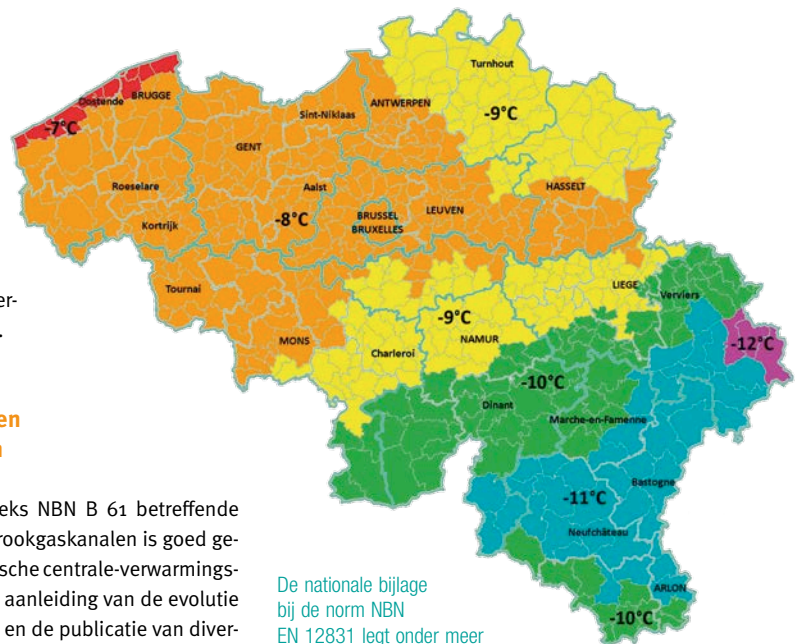 Turnhout
Oostende
BRUGGE
-7°C
Sint-Niklaas
ANTWERPEN
-9°C
GENT
Roeselare
Aalst
HASSELT
-8°C
BRUSSEL
BRUXELLES
LEUVEN
Kortrijk
Tournai
LIEGE
Verviers
-9°C
MONS
NAMUR
Charleroi
-12°C
-10°C
Dinant
Marche-en-Famenne
Bastogne
-11°C
Neufchâteau
ARLON
-10°C
er-
.
en
eks NBN B 61 betreffende
rookgaskanalen is goed ge-
sche centrale-verwarmings-
aanleiding van de evolutie
en de publicatie van diver-
De nationale bijlage
bij de norm NBN
EN 12831 legt onder meer